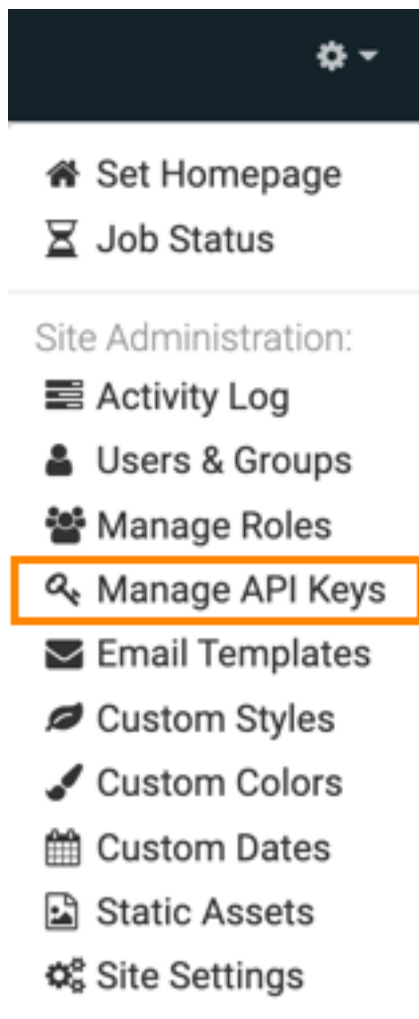 Set Homepage
Job Status
Site Administration:
Activity Log
Users & Groups
Manage Roles
Manage API Keys
Email Templates
Custom Styles
Custom Colors
Custom Dates
Static Assets
Site Settings